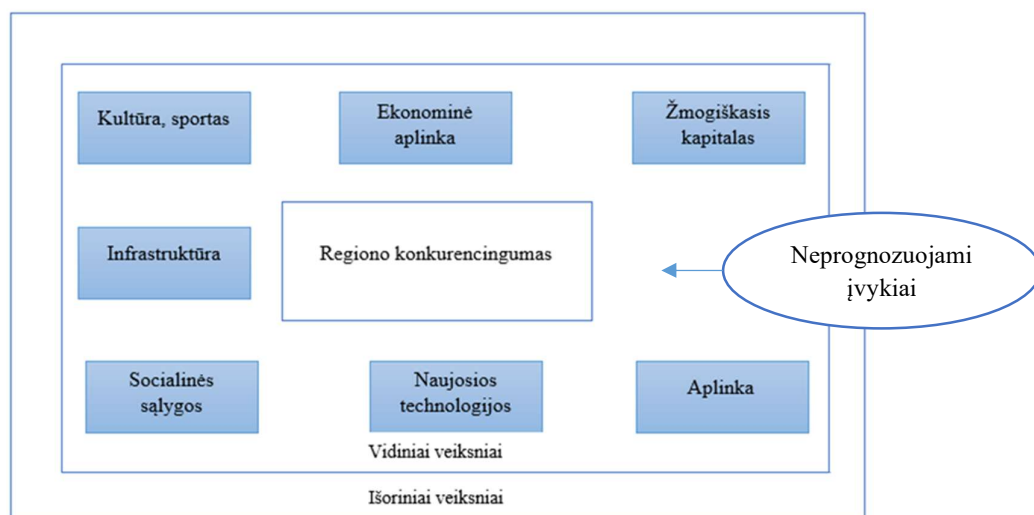 Kultūra, sportas
Ekonominė
aplinka
Žmogiškasis
kapitalas
Infrastruktūra
Regiono konkurencingumas
Neprognozuojami
įvykiai
Socialinės
sąlygos
Naujosios
technologijos
Aplinka
Vidiniai veiksniai
Išoriniai veiksniai